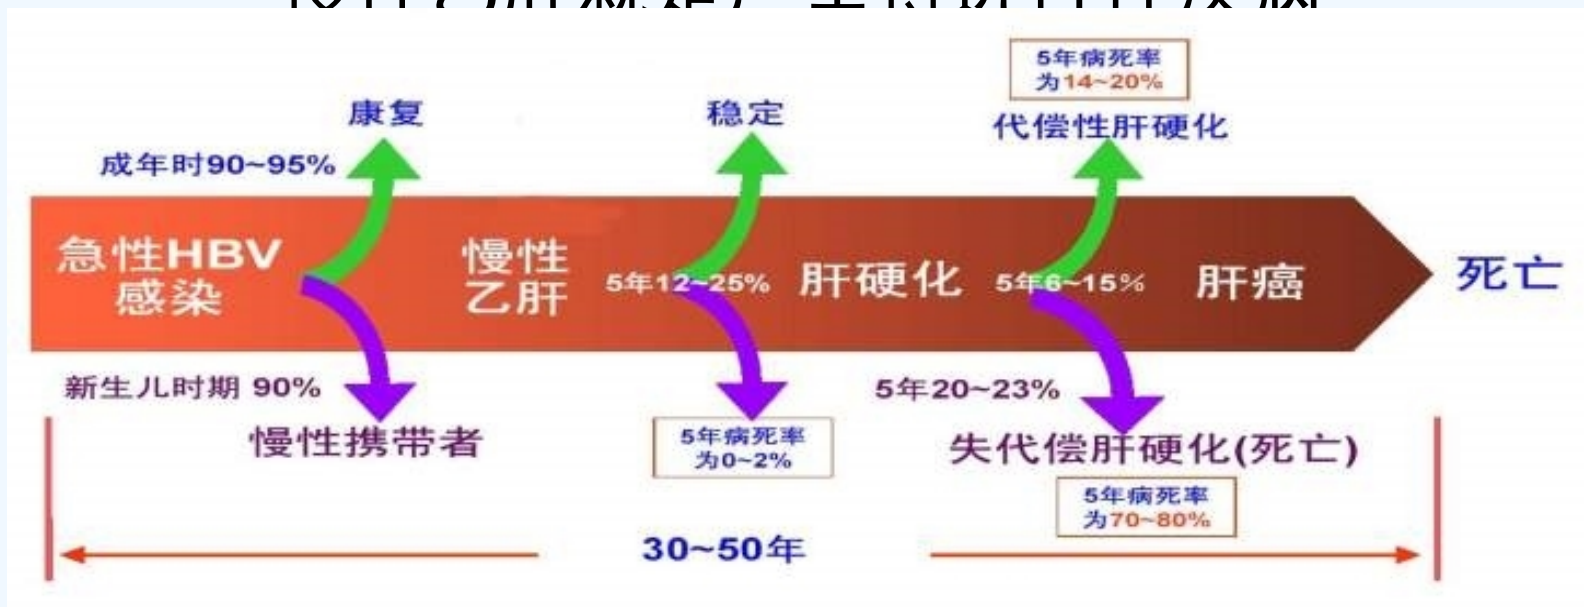 5年病死率
为14~20%
康复
稳定
代偿性肝硬化
成年时90~95%
急性HBV
感染
慢性
乙肝
5年12~25%
肝硬化
5年6~15%
肝癌
死亡
新生儿时期 90%
慢性携带者
5年病死率
为0~2%
5年20~23%
失代偿肝硬化(死亡)
5年病死率
为70~80%
30~50年